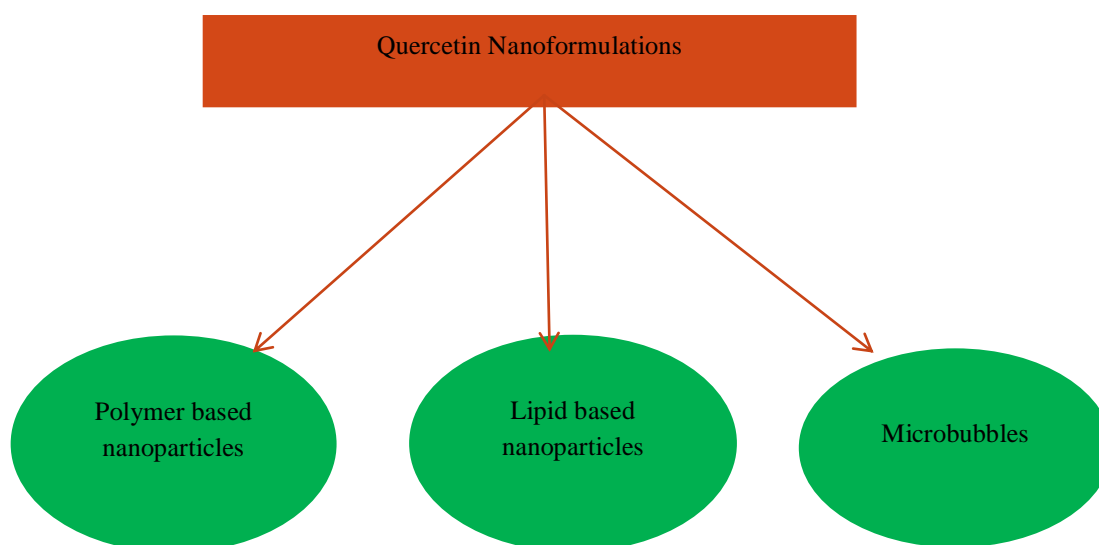 Quercetin Nanoformulations
Polymer based
nanoparticles
Lipid based
nanoparticles
Microbubbles